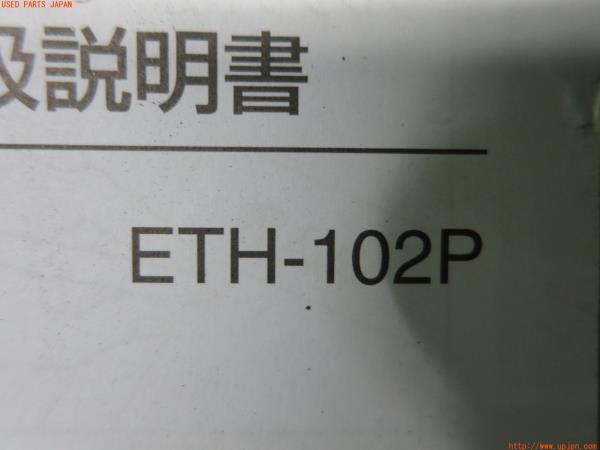 USED PARTS JAPAN
扱説明書
ETH-102P
http://www.upjpn.com